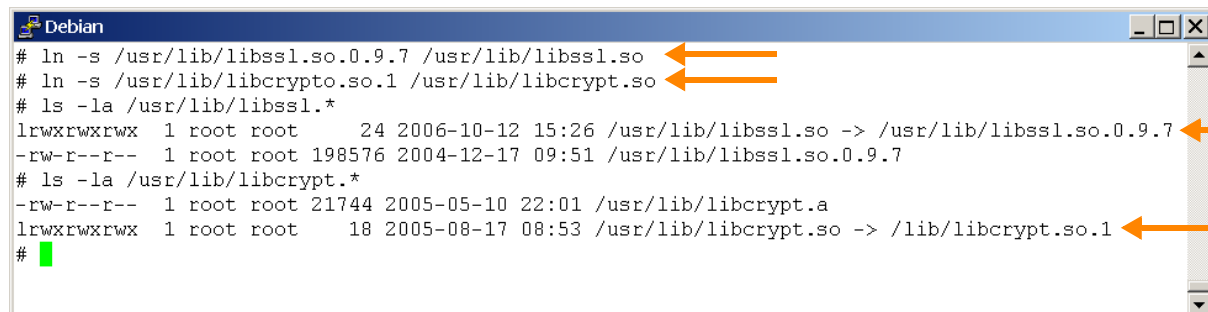 Debian
# ln -s /usr/lib/libssl.so.0.9.7 /usr/lib/libssl.so
# ln -s /usr/lib/libcrypto.so.1 /usr/lib/libcrypt.so
# ls -la /usr/lib/libssl.*
lrwxrwxrwx  1 root root     24 2006-10-12 15:26 /usr/lib/libssl.so -> /usr/lib/libssl.so.0.9.7
-rw-r--r--  1 root root 198576 2004-12-17 09:51 /usr/lib/libssl.so.0.9.7
# ls -la /usr/lib/libcrypt.*
-rw-r--r--  1 root root 21744 2005-05-10 22:01 /usr/lib/libcrypt.a
lrwxrwxrwx  1 root root    18 2005-08-17 08:53 /usr/lib/libcrypt.so -> /lib/libcrypt.so.1
#